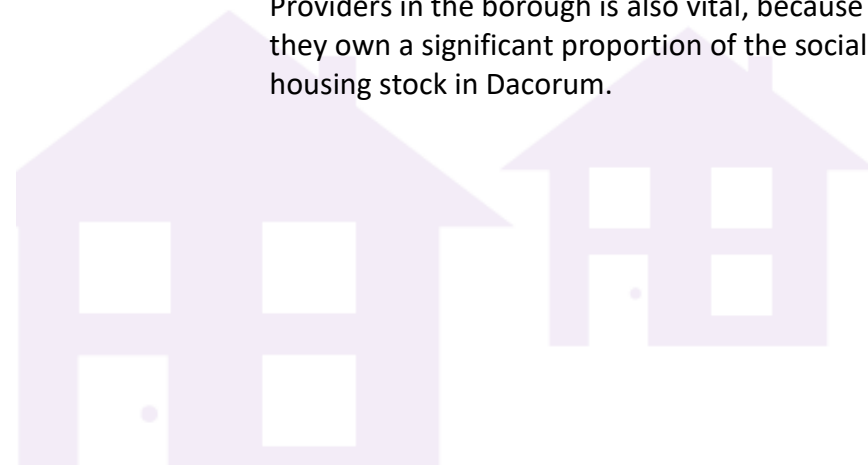 Providers in the borough is also vital, because
they own a significant proportion of the social
housing stock in Dacorum.